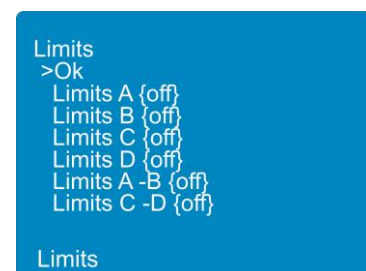 Limits
>Ok
Limits A {off}
Limits B {off}
Limits C {off}
Limits D {off}
Limits A -B {off}
Limits C -D {off}
Limits